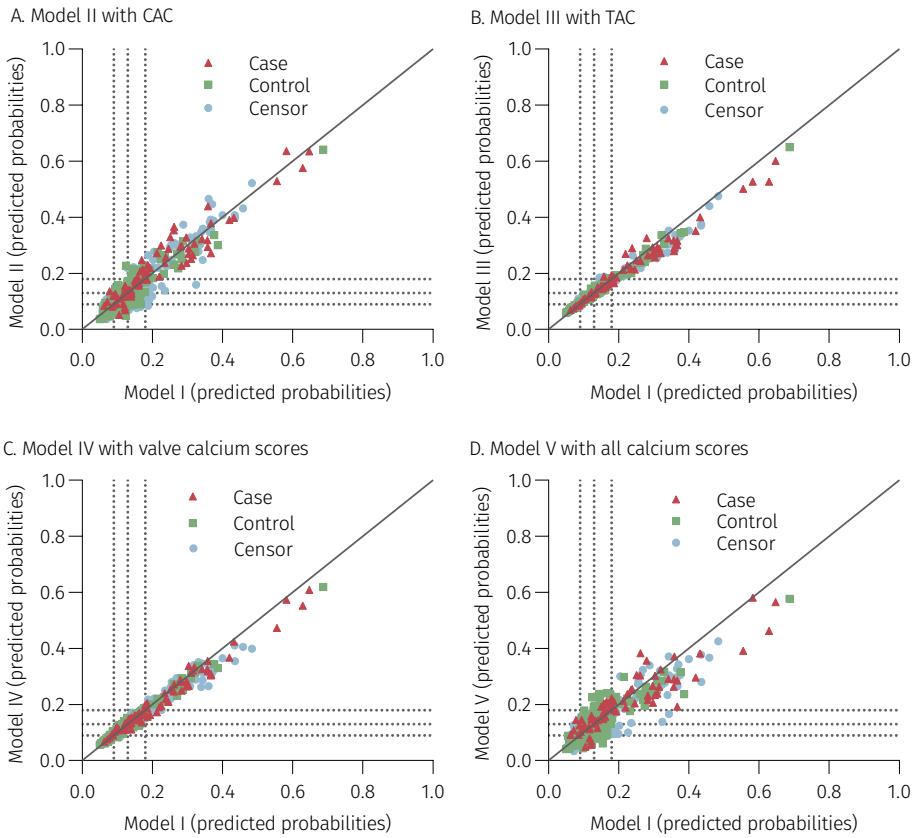 A. Model II with CAC
Model II (predicted probabilities)
1.0
0.8
0.6
0.4
0.2
0.0
Case
Control
Censor
0.0 0.2 0.4 0.6 0.8 1.0
Model I (predicted probabilities)
B. Model III with TAC
Model III (predicted probabilities)
1.0
0.8
0.6
0.4
0.2
0.0
Case
Control
Censor
0.0 0.2 0.4 0.6 0.8 1.0
Model I (predicted probabilities)
C. Model IV with valve calcium scores
Model IV (predicted probabilities)
1.0
0.8
0.6
0.4
0.2
0.0
Case
Control
Censor
0.0 0.2 0.4 0.6 0.8 1.0
Model I (predicted probabilities)
D. Model V with all calcium scores
Model V (predicted probabilities)
1.0
0.8
0.6
0.4
0.2
0.0
Case
Control
Censor
0.0 0.2 0.4 0.6 0.8 1.0
Model I (predicted probabilities)